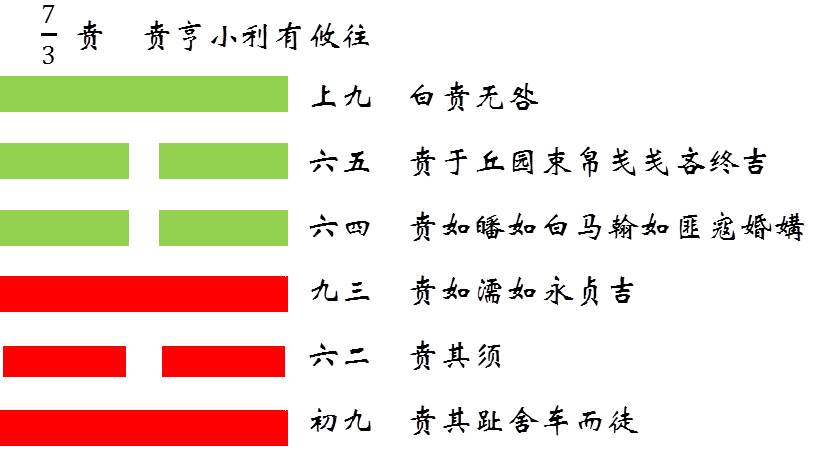 7/3 贲 贲亨小利有攸往
上九 白贲无咎
六五 贲于丘园束帛戋戋吝终吉
六四 贲如皤如白马翰如匪寇婚媾
九三 贲如濡如永贞吉
六二 贲其须
初九 贲其趾舍车而徒